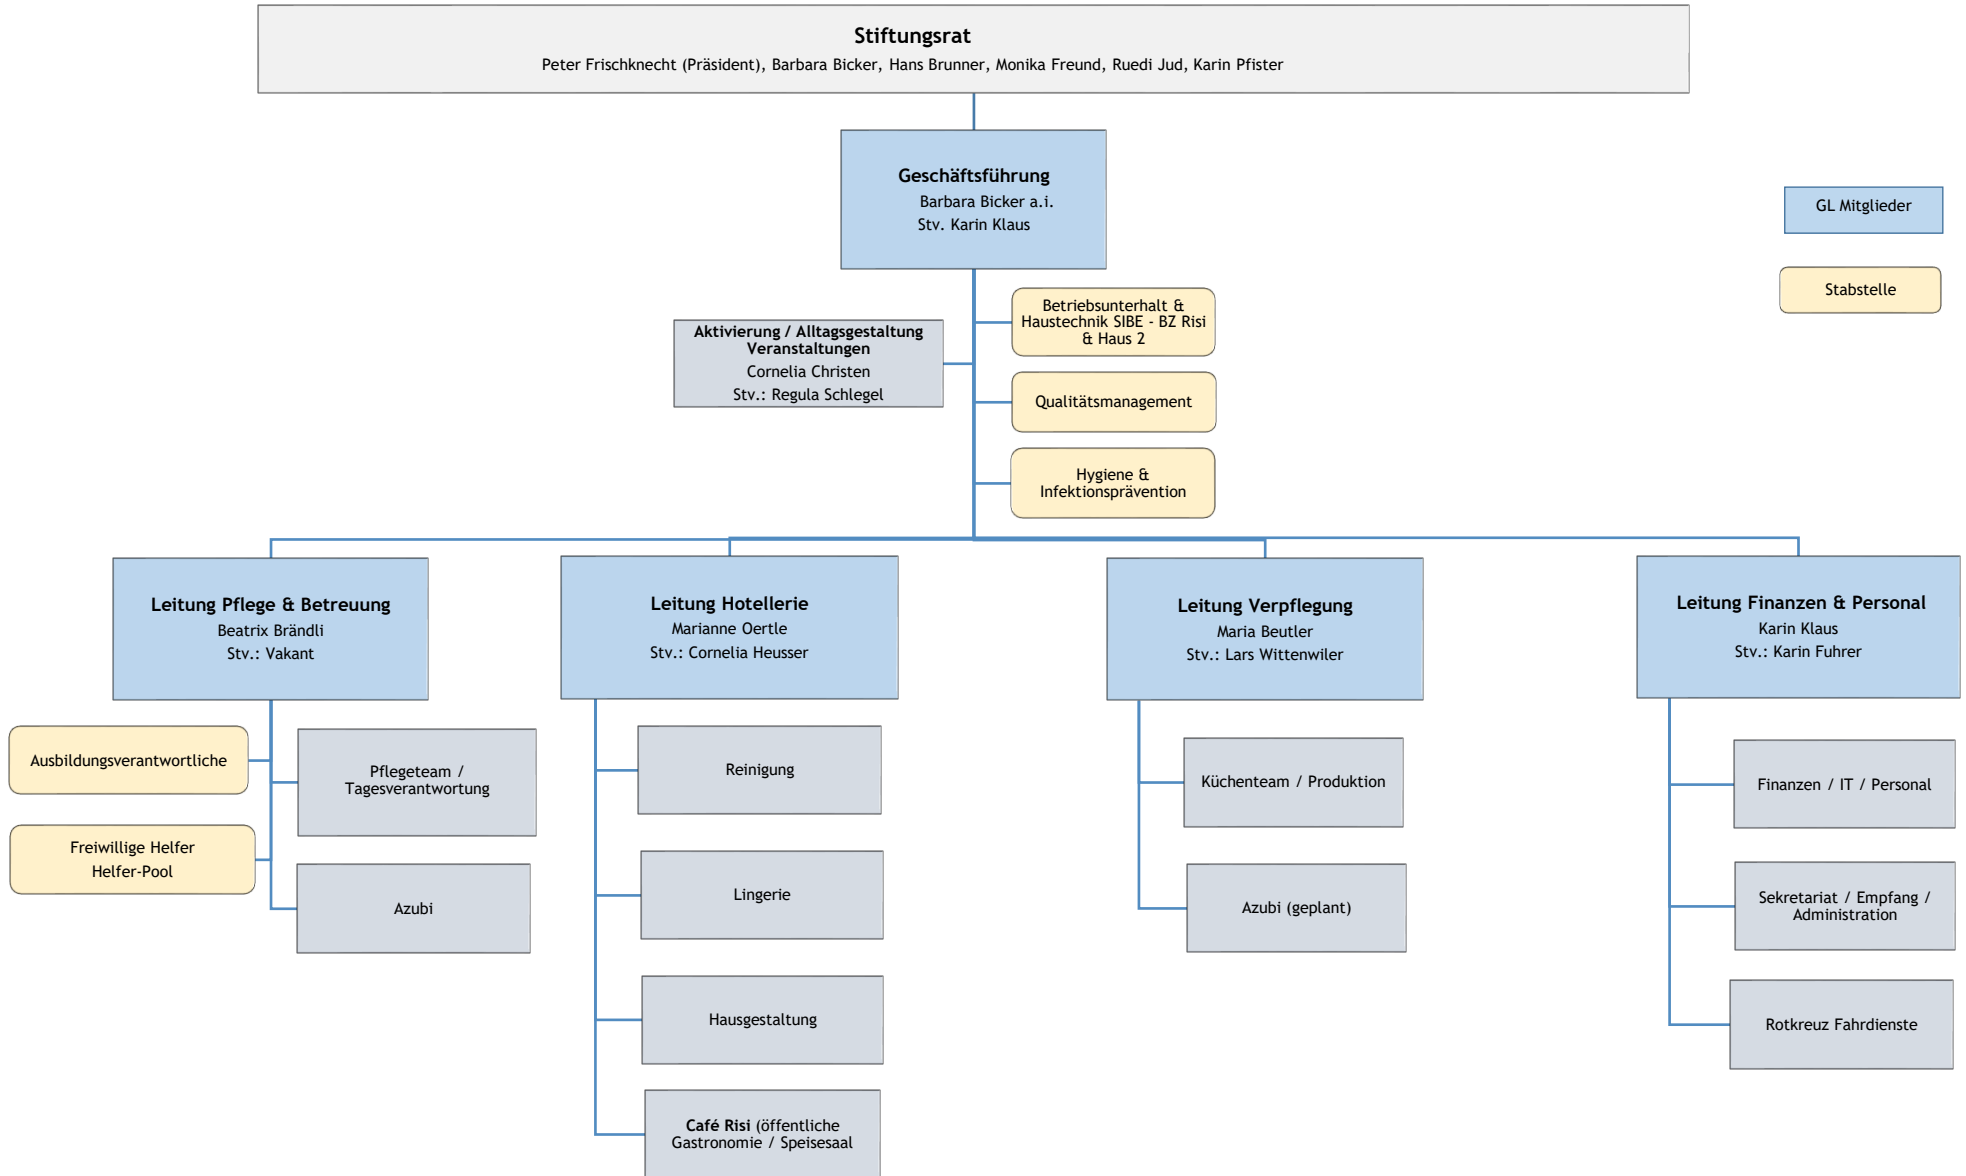 Stiftungsrat
Peter Frischknecht (Präsident), Barbara Bicker, Hans Brunner, Monika Freund, Ruedi Jud, Karin Pfister
Geschäftsführung
Barbara Bicker a.i.
Stv. Karin Klaus
GL Mitglieder
Stabstelle
Aktivierung / Alltagsgestaltung
Veranstaltungen
Cornelia Christen
Stv.: Regula Schlegel
Betriebsunterhalt &
Haustechnik SIBE - BZ Risi
& Haus 2
Qualitätsmanagement
Hygiene &
Infektionsprävention
Leitung Pflege & Betreuung
Beatrix Brändli
Stv.: Vakant
Leitung Hotellerie
Marianne Oertle
Stv.: Cornelia Heusser
Leitung Verpflegung
Maria Beutler
Stv.: Lars Wittenwiler
Leitung Finanzen & Personal
Karin Klaus
Stv.: Karin Fuhrer
Ausbildungsverantwortliche
Freiwillige Helfer
Helfer-Pool
Pflegeteam /
Tagesverantwortung
Azubi
Reinigung
Lingerie
Hausgestaltung
Café Risi (öffentliche
Gastronomie / Speisesaal
Küchenteam / Produktion
Azubi (geplant)
Finanzen / IT / Personal
Sekretariat / Empfang /
Administration
Rotkreuz Fahrdienste